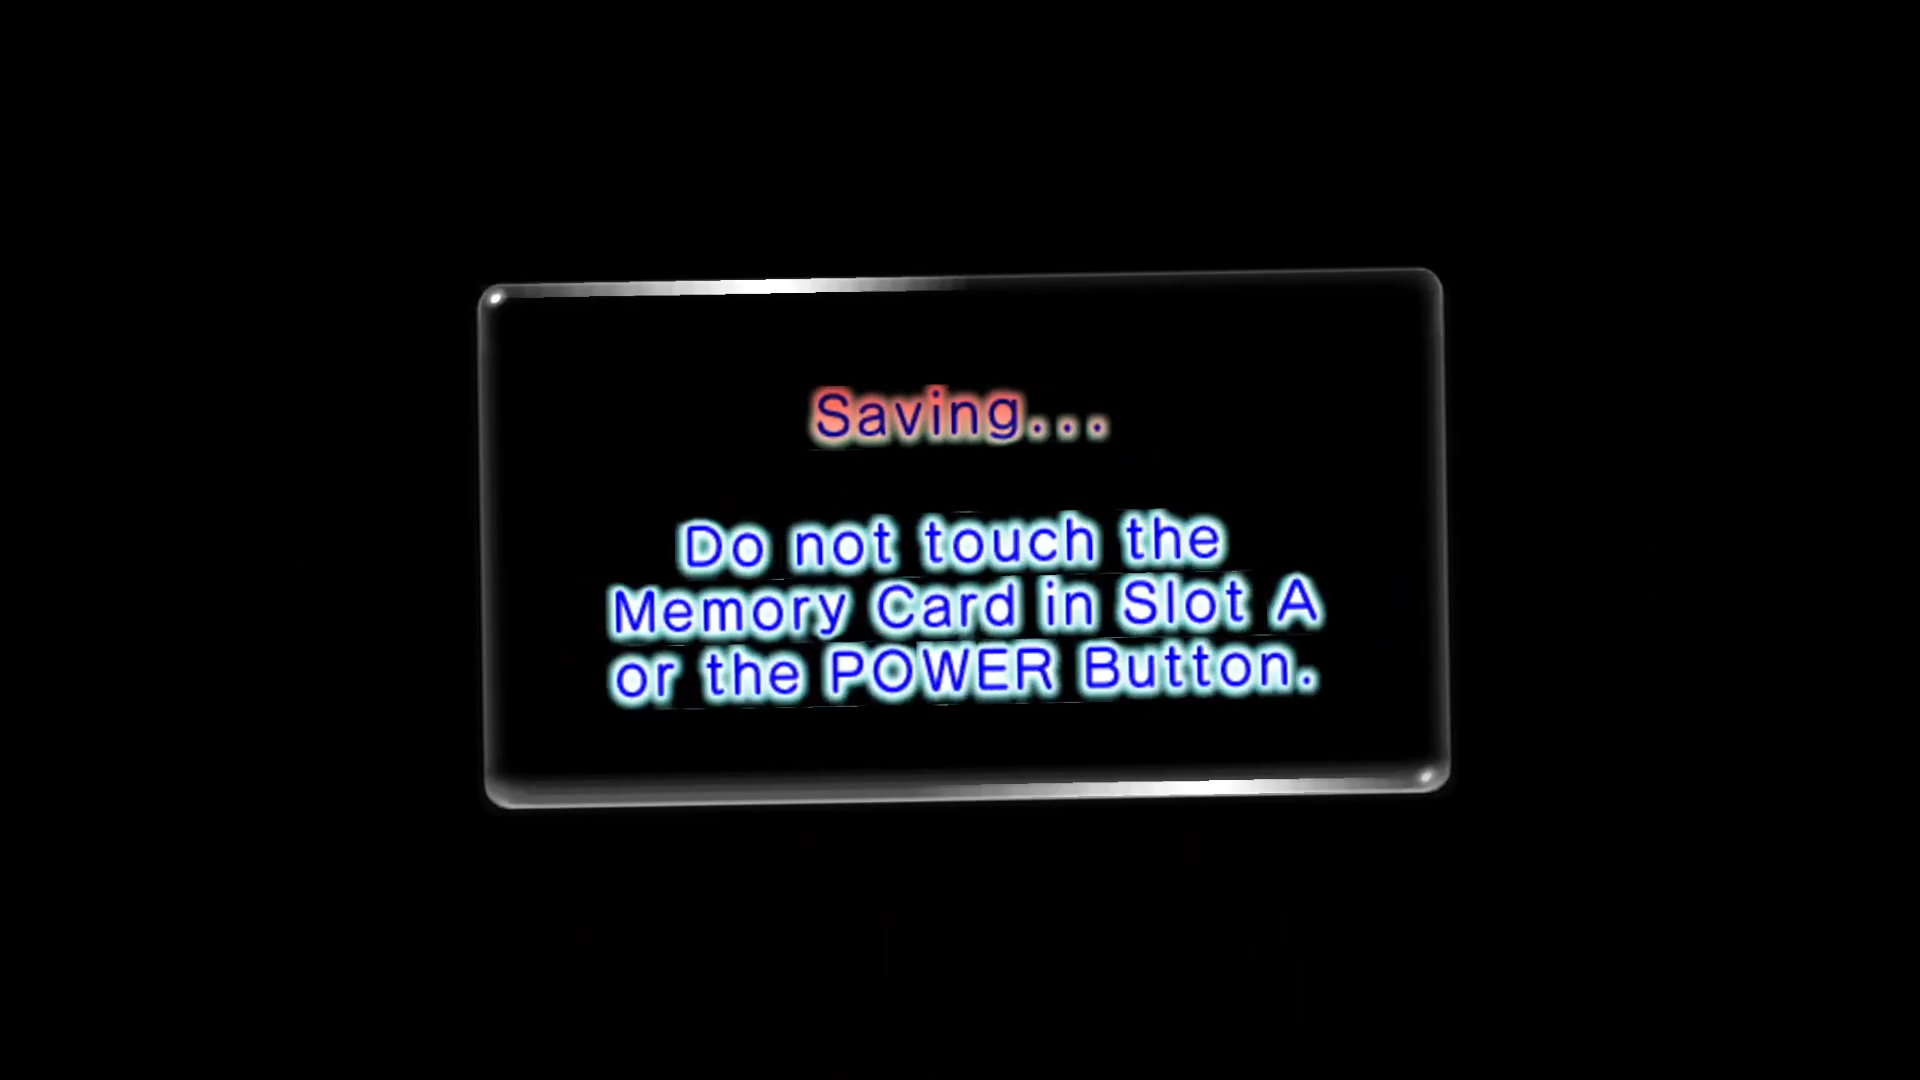 Saving...
Do not touch the
Memory Card in Slot A
or the POWER Button.